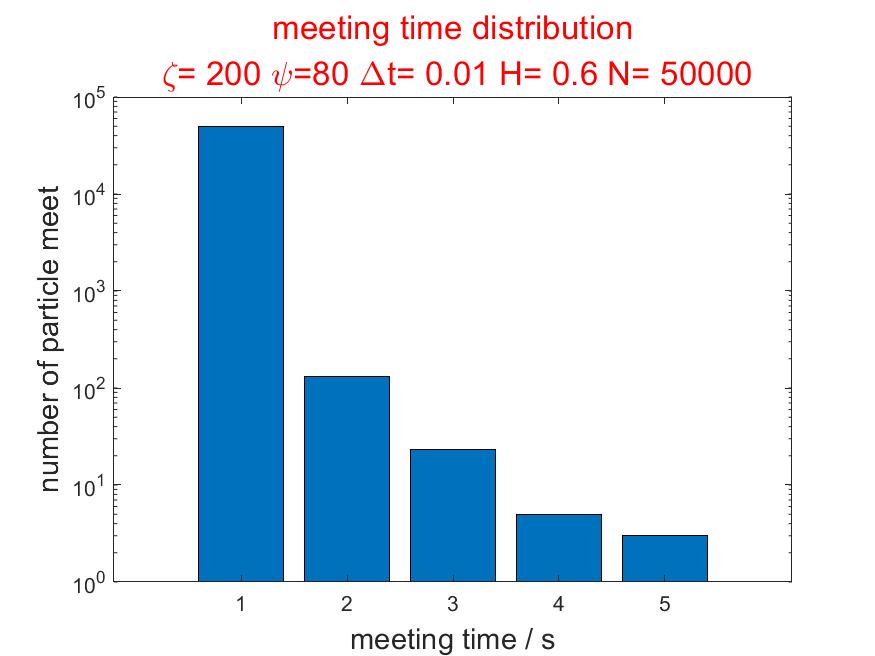 meeting time distribution
ζ= 200 ψ=80 Δt= 0.01 H= 0.6 N= 50000
number of particle meet
10^5
10^4
10^3
10^2
10^1
10^0
1 2 3 4 5
meeting time / s